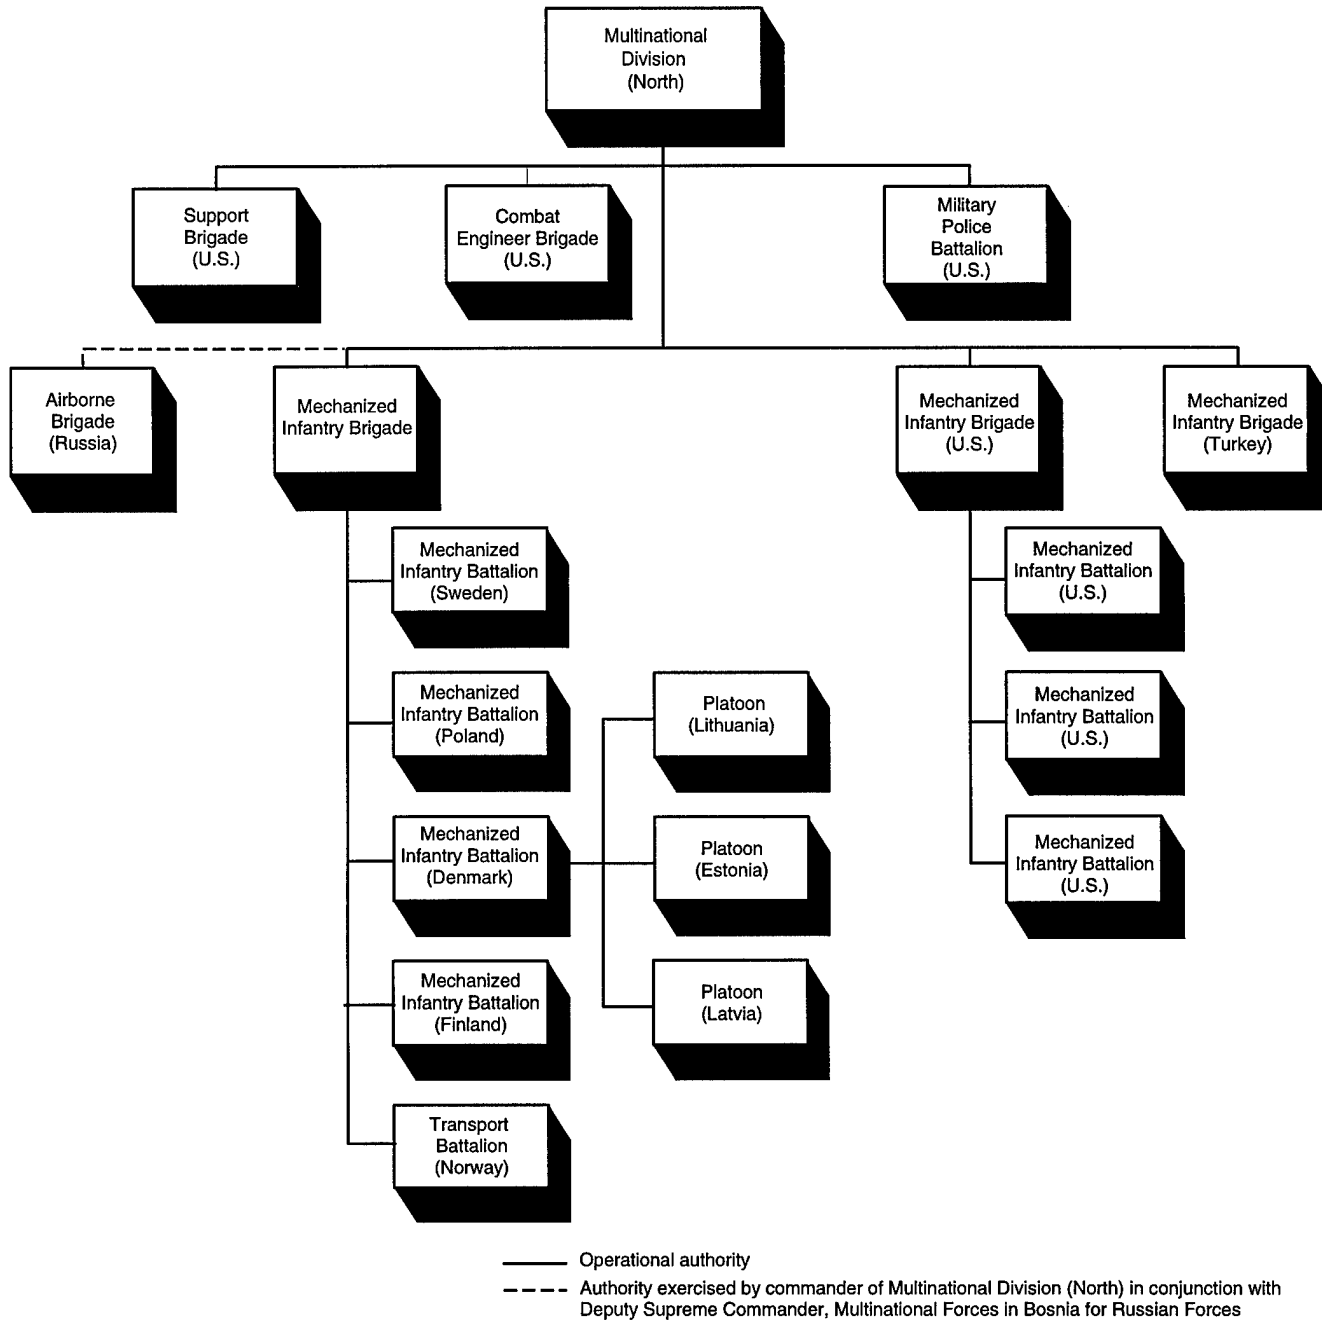 Multinational
Division
(North)
Support
Brigade
(U.S.)
Combat
Engineer Brigade
(U.S.)
Military
Police
Battalion
(U.S.)
Airborne
Brigade
(Russia)
Mechanized
Infantry Brigade
Mechanized
Infantry Brigade
(U.S.)
Mechanized
Infantry Brigade
(Turkey)
Mechanized
Infantry Battalion
(Sweden)
Mechanized
Infantry Battalion
(Poland)
Mechanized
Infantry Battalion
(Denmark)
Mechanized
Infantry Battalion
(Finland)
Transport
Battalion
(Norway)
Platoon
(Lithuania)
Platoon
(Estonia)
Platoon
(Latvia)
Mechanized
Infantry Battalion
(U.S.)
Mechanized
Infantry Battalion
(U.S.)
Mechanized
Infantry Battalion
(U.S.)
Operational authority
Authority exercised by commander of Multinational Division (North) in conjunction with
Deputy Supreme Commander, Multinational Forces in Bosnia for Russian Forces